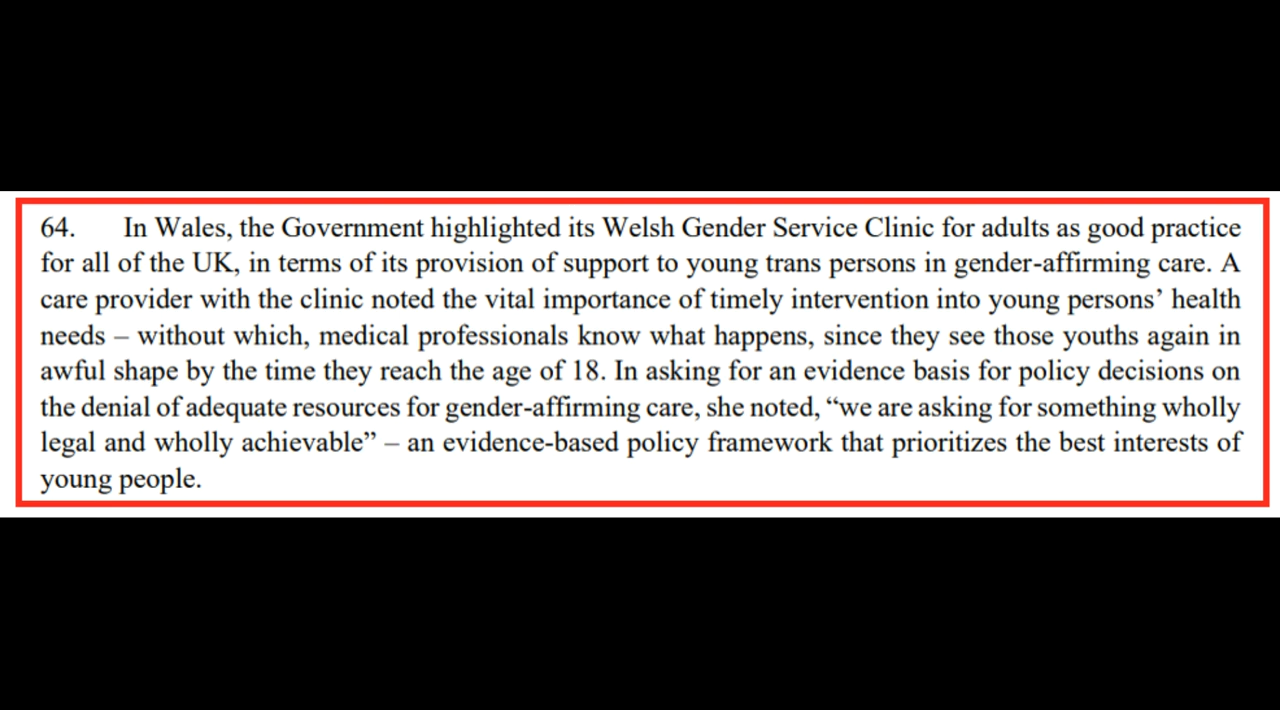 64. In Wales, the Government highlighted its Welsh Gender Service Clinic for adults as good practice
for all of the UK, in terms of its provision of support to young trans persons in gender-affirming care. A
care provider with the clinic noted the vital importance of timely intervention into young persons’ health
needs – without which, medical professionals know what happens, since they see those youths again in
awful shape by the time they reach the age of 18. In asking for an evidence basis for policy decisions on
the denial of adequate resources for gender-affirming care, she noted, “we are asking for something wholly
legal and wholly achievable” – an evidence-based policy framework that prioritizes the best interests of
young people.